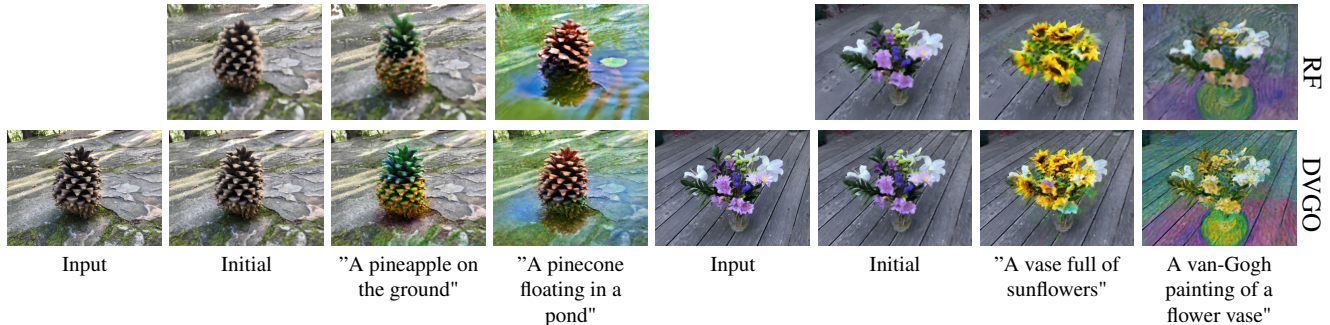 RF
DVGO
Input
Initial
”A pineapple on
the ground"
”A pinecone
floating in a
pond"
Input
Initial
"A vase full of
sunflowers"
A van-Gogh
painting of a
flower vase"